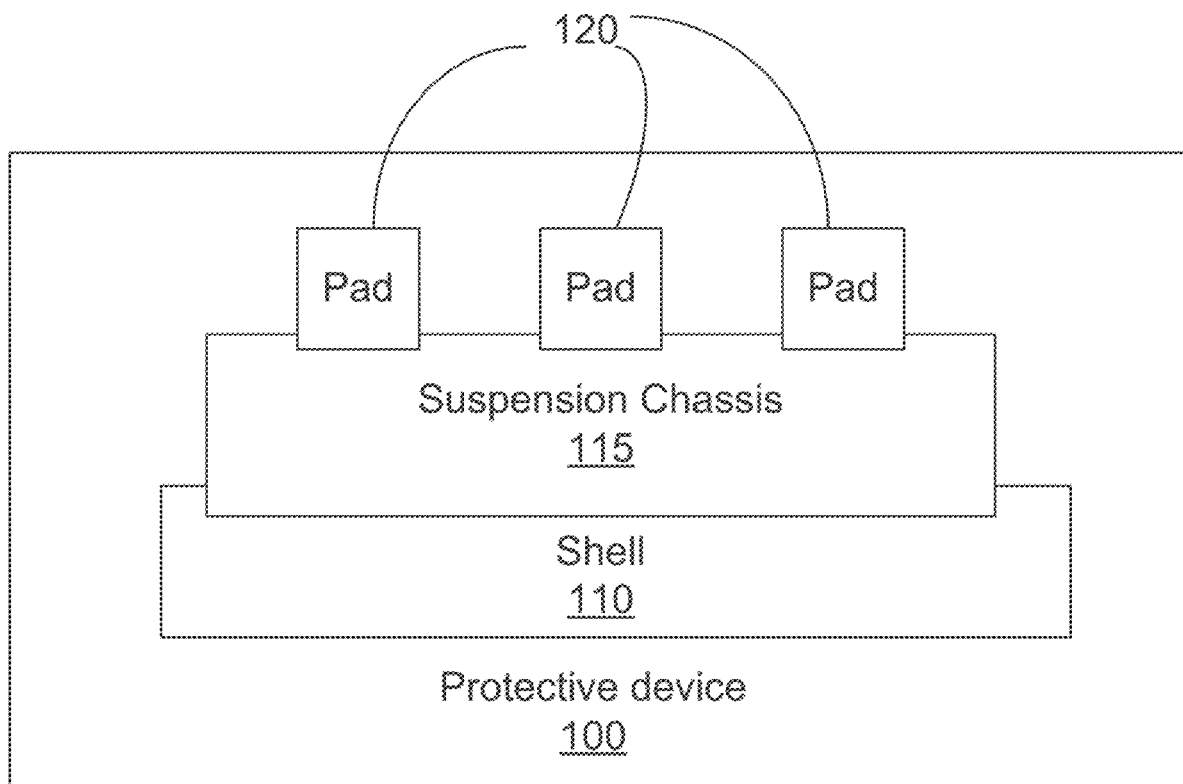 120
Pad Pad Pad
Suspension Chassis
115
Shell
110
Protective device
100